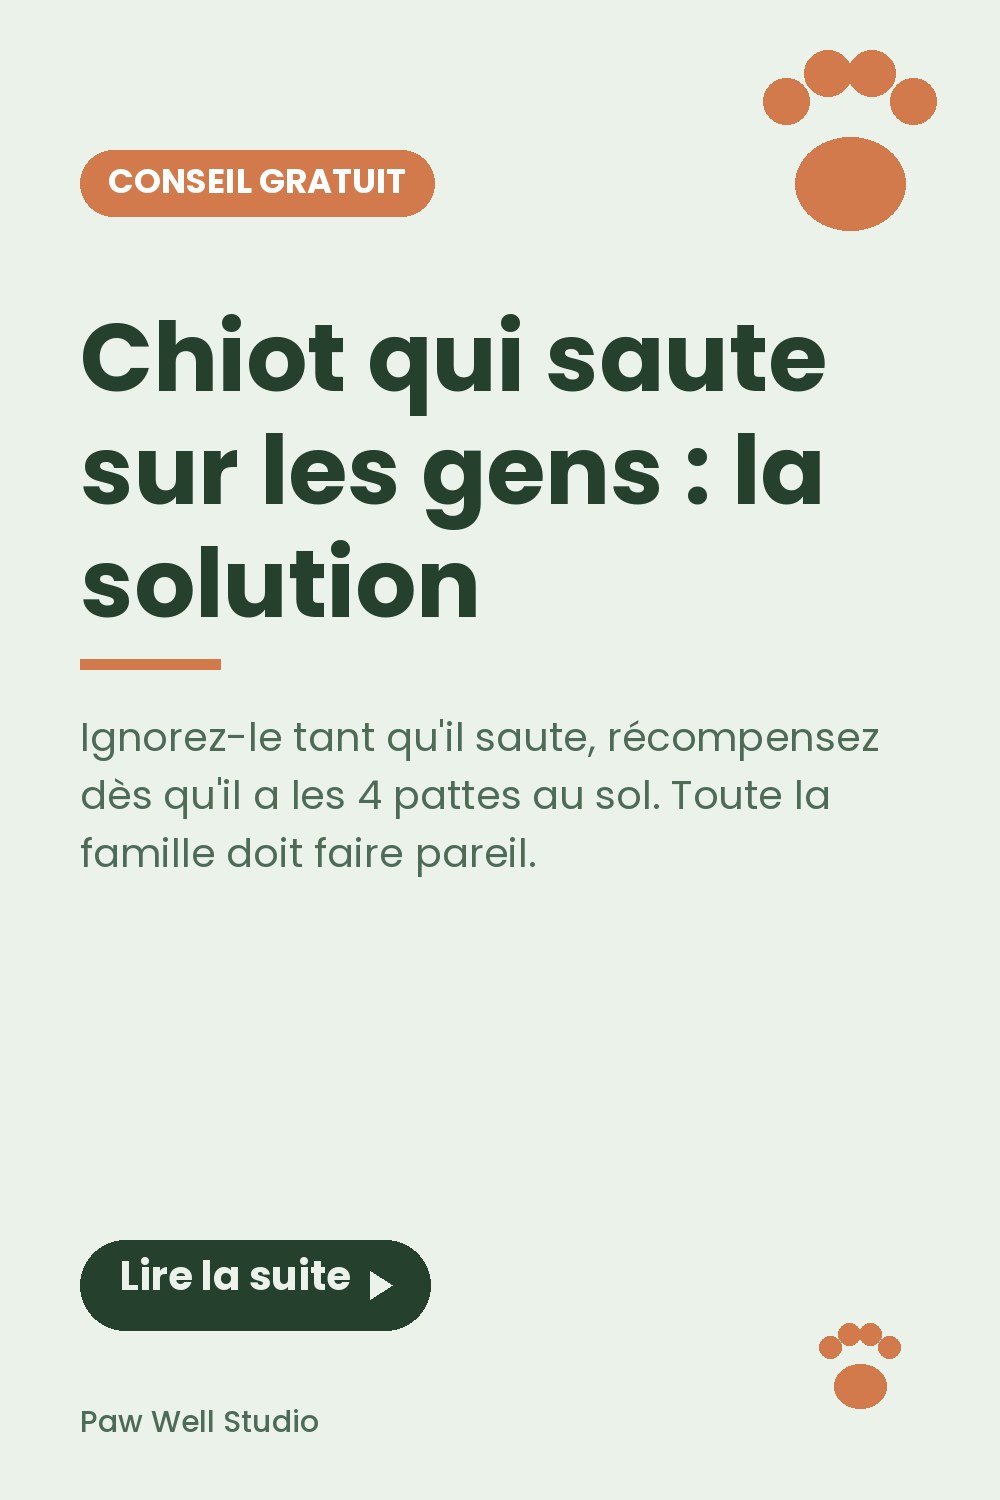 CONSEIL GRATUIT
Chiot qui saute
sur les gens : la
solution
Ignorez-le tant qu'il saute, récompensez
dès qu'il a les 4 pattes au sol. Toute la
famille doit faire pareil.
Lire la suite
Paw Well Studio